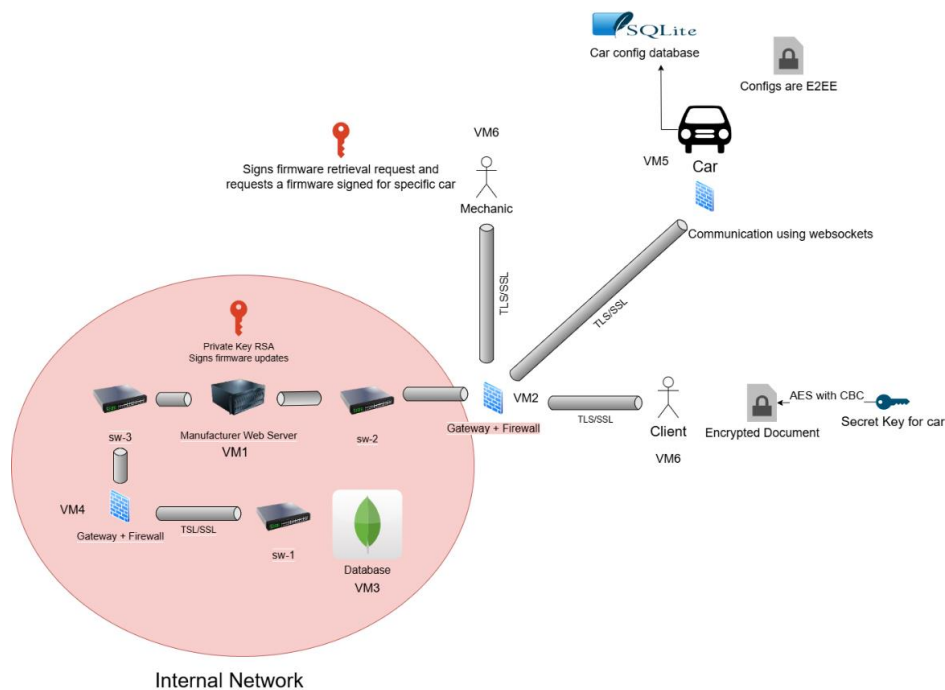 SQLite
Car config database
Configs are E2EE
VM6
Signs firmware retrieval request and
requests a firmware signed for specific car
Mechanic
VM5
Car
Communication using websockets
TLS/SSL
TLS/SSL
Private Key RSA
Signs firmware updates
sw-3
Manufacturer Web Server
VM1
sw-2
VM2
Gateway + Firewall
TLS/SSL
Client
VM6
AES with CBC
Encrypted Document
Secret Key for car
VM4
Gateway + Firewall
TSL/SSL
sw-1
Database
VM3
Internal Network